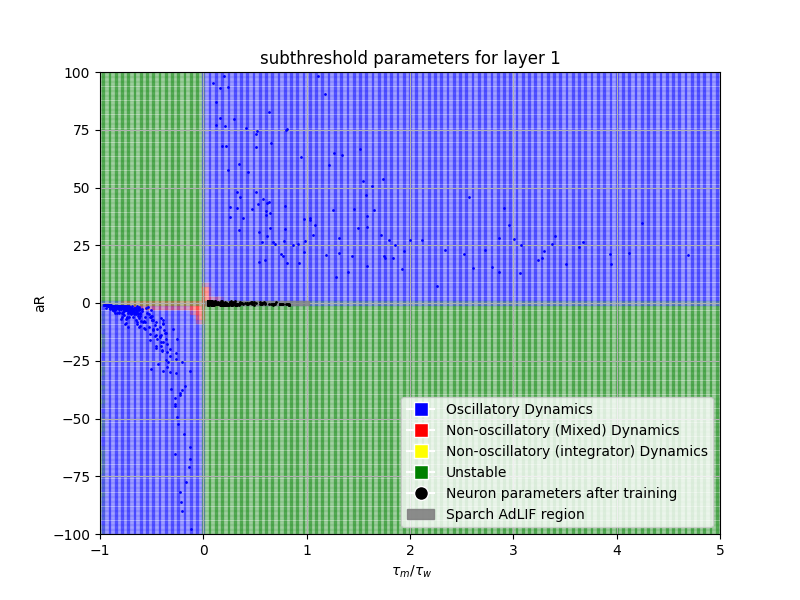 subthreshold parameters for layer 1
aR
100
75
50
25
0
−25
−50
−75
−100
−1
0
1
2
3
4
5
τm/τw
Oscillatory Dynamics
Non-oscillatory (Mixed) Dynamics
Non-oscillatory (integrator) Dynamics
Unstable
Neuron parameters after training
Sparch AdLIF region